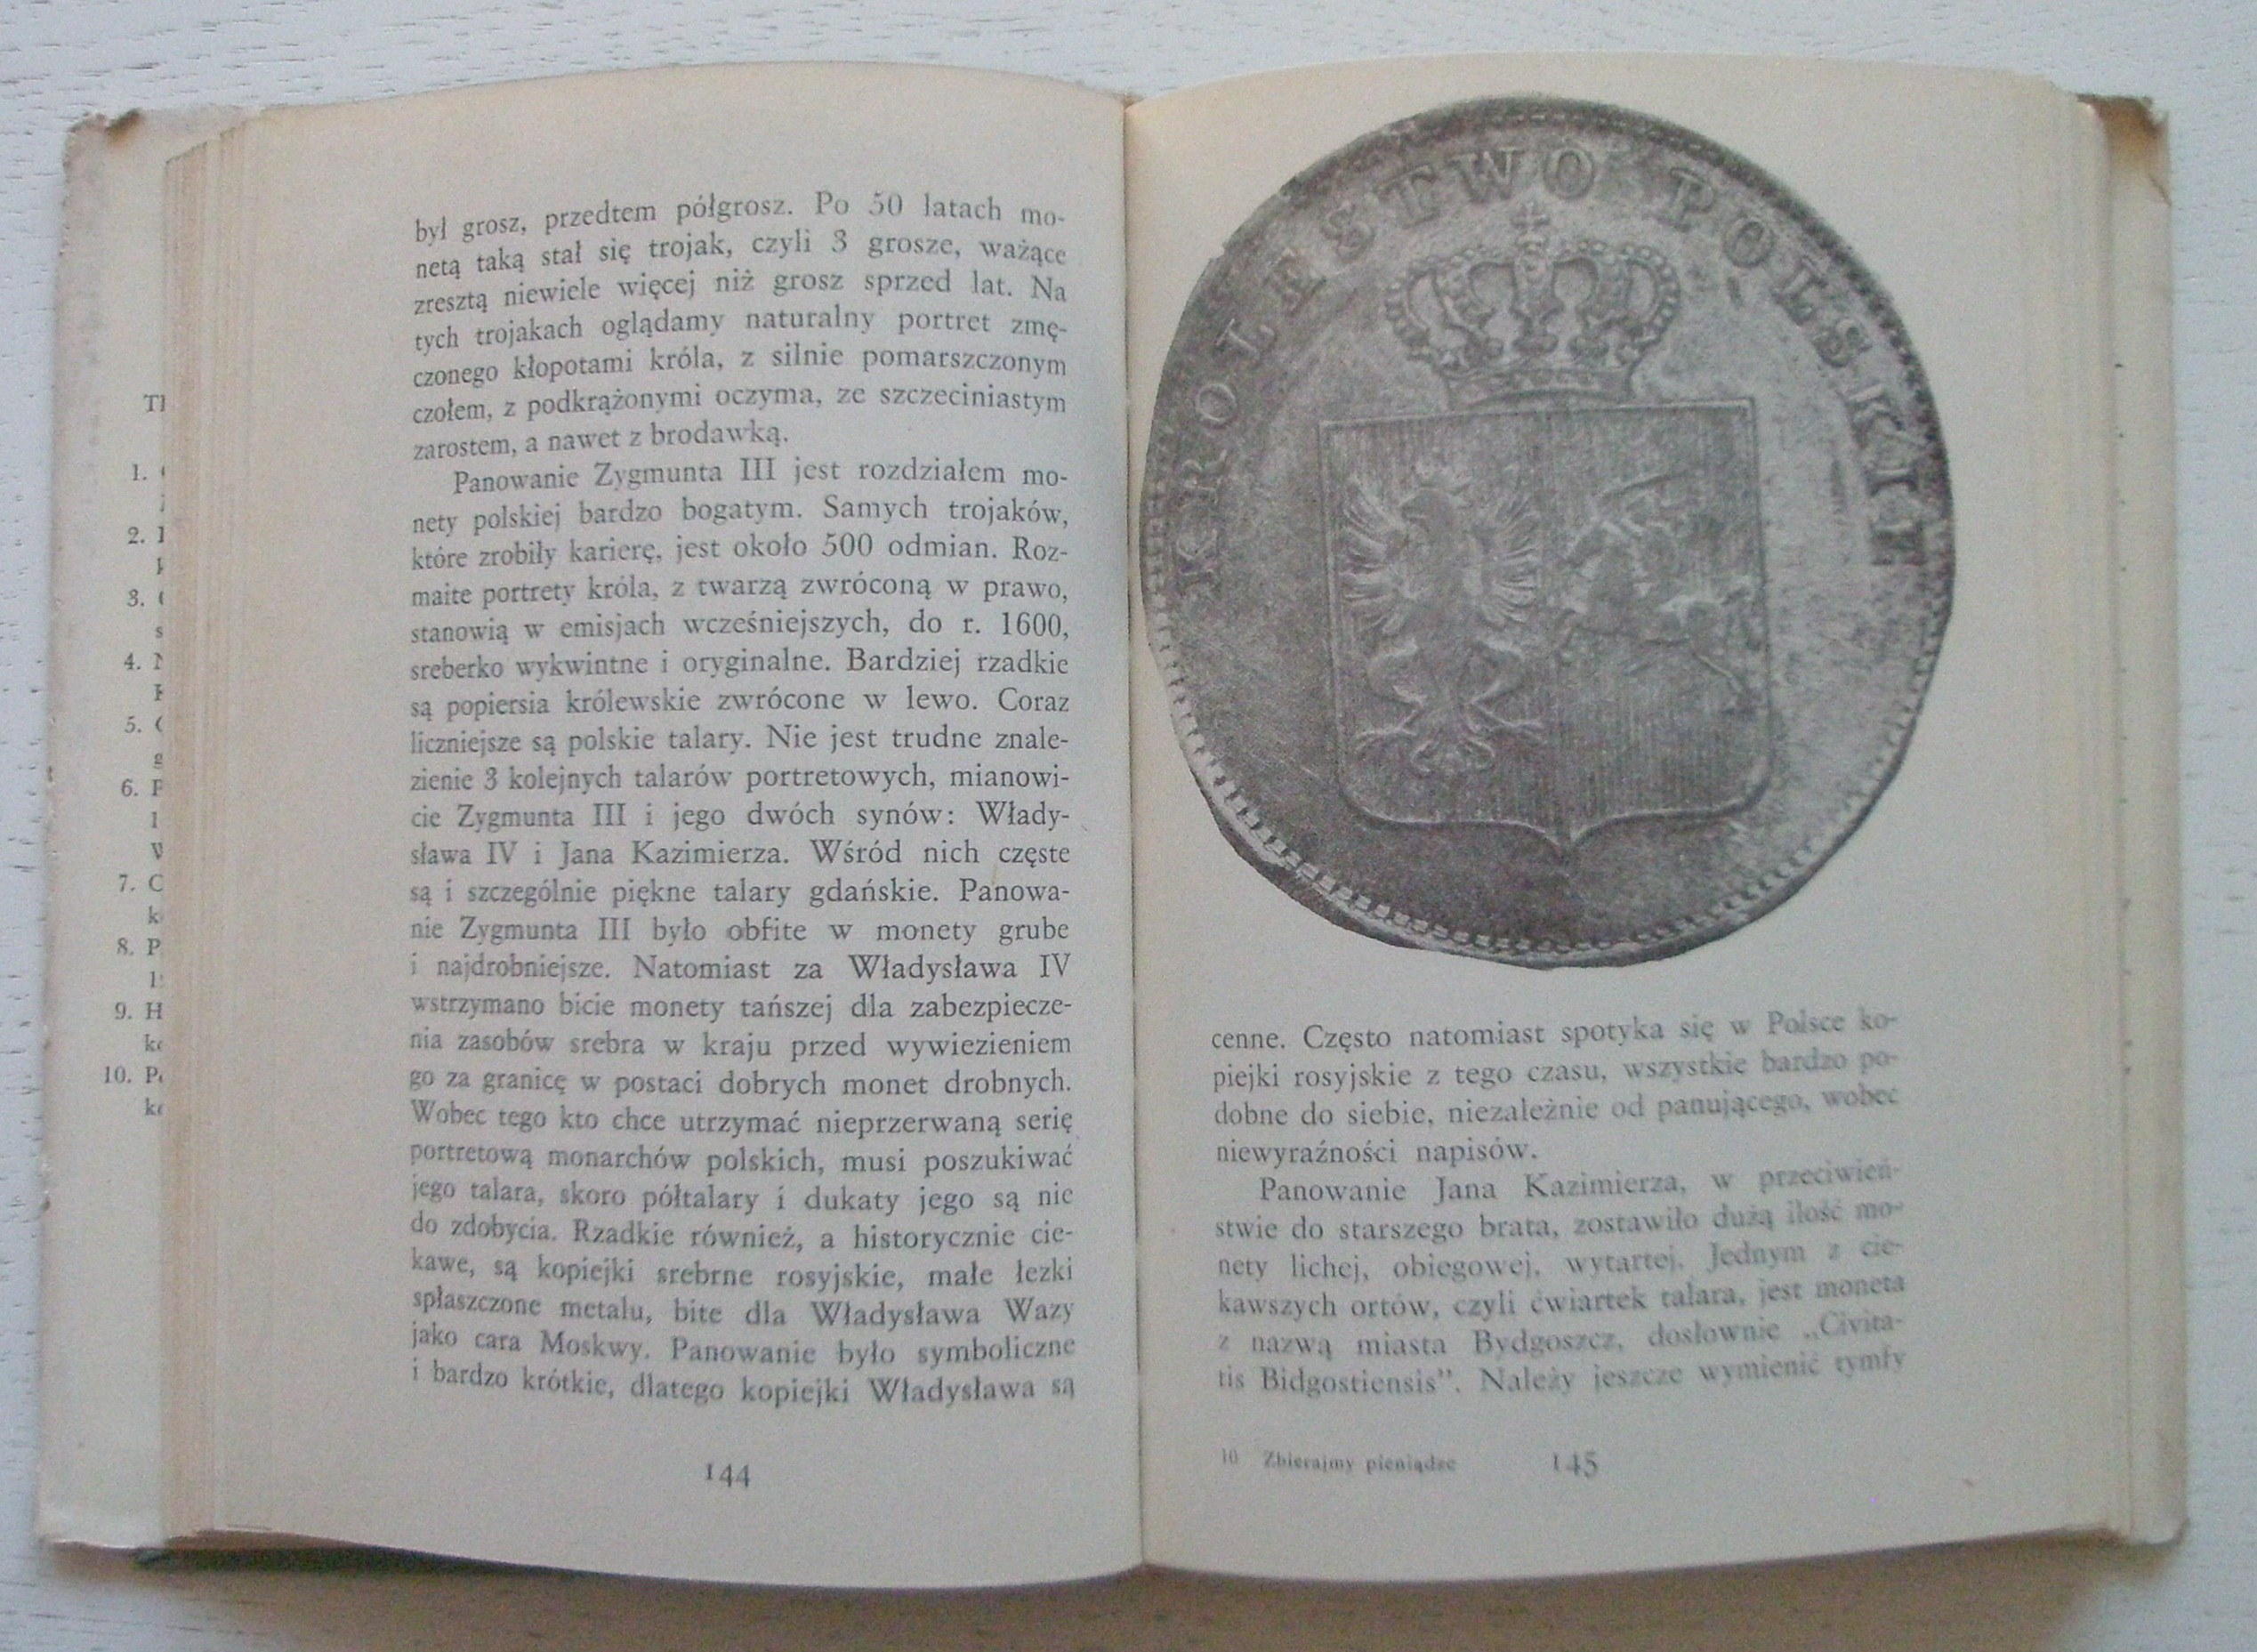 był grosz, przedtem półgrosz. Po 50 latach mo-
netą taką stał się trojak, czyli 3 grosze, ważące
zresztą niewiele więcej niż grosz sprzed lat. Na
tych trojakach oglądamy naturalny portret zmę-
czonego kłopotami króla, z silnie pomarszczonym
czołem, z podkrążonymi oczyma, ze szczeciniastym
zarostem, a nawet z brodawką.
Panowanie Zygmunta III jest rozdziałem mo-
nety polskiej bardzo bogatym. Samych trojaków,
które zrobiły karierę, jest około 500 odmian. Roz-
maite portrety króla, z twarzą zwróconą w prawo,
stanowią w emisjach wcześniejszych, do r. 1600,
sreberko wykwintne i oryginalne. Bardziej rzadkie
są popiersia królewskie zwrócone w lewo. Coraz
liczniejsze są polskie talary. Nie jest trudne znale-
zienie 3 kolejnych talarów portretowych, mianowi-
cie Zygmunta III i jego dwóch synów: Włady-
sława IV i Jana Kazimierza. Wśród nich częste
są i szczególnie piękne talary gdańskie. Panowa-
nie Zygmunta III było obfite w monety grube
i najdrobniejsze. Natomiast za Władysława IV
wstrzymano bicie monety tańszej dla zabezpiecze-
nia zasobów srebra w kraju przed wywiezieniem
go za granicę w postaci dobrych monet drobnych.
Wobec tego kto chce utrzymać nieprzerwaną serię
portretową monarchów polskich, musi poszukiwać
jego talara, skoro półtalary i dukaty jego są nie
do zdobycia. Rzadkie również, a historycznie cie-
kawe, są kopiejki srebrne rosyjskie, małe łezki
spłaszczone metalu, bite dla Władysława Wazy
jako cara Moskwy. Panowanie było symboliczne
i bardzo krótkie, dlatego kopiejki Władysława są
144
KROLESTWO POLSKIE
cenne. Często natomiast spotyka się w Polsce ko-
piejki rosyjskie z tego czasu, wszystkie bardzo po-
dobne do siebie, niezależnie od panującego, wobec
niewyraźności napisów.
Panowanie Jana Kazimierza, w przeciwień-
stwie do starszego brata, zostawiło dużą ilość mo-
nety lichej, obiegowej, wytartej. Jednym z cie-
kawszych ortów, czyli ćwiartek talara, jest moneta
z nazwą miasta Bydgoszcz, dosłownie „Civita-
tis Bidgostiensis". Należy jeszcze wymienić tymfy
10 Zbierajmy pieniądze 145
1.
2.
3.
4.
5.
6.
7.
8.
9.
10.